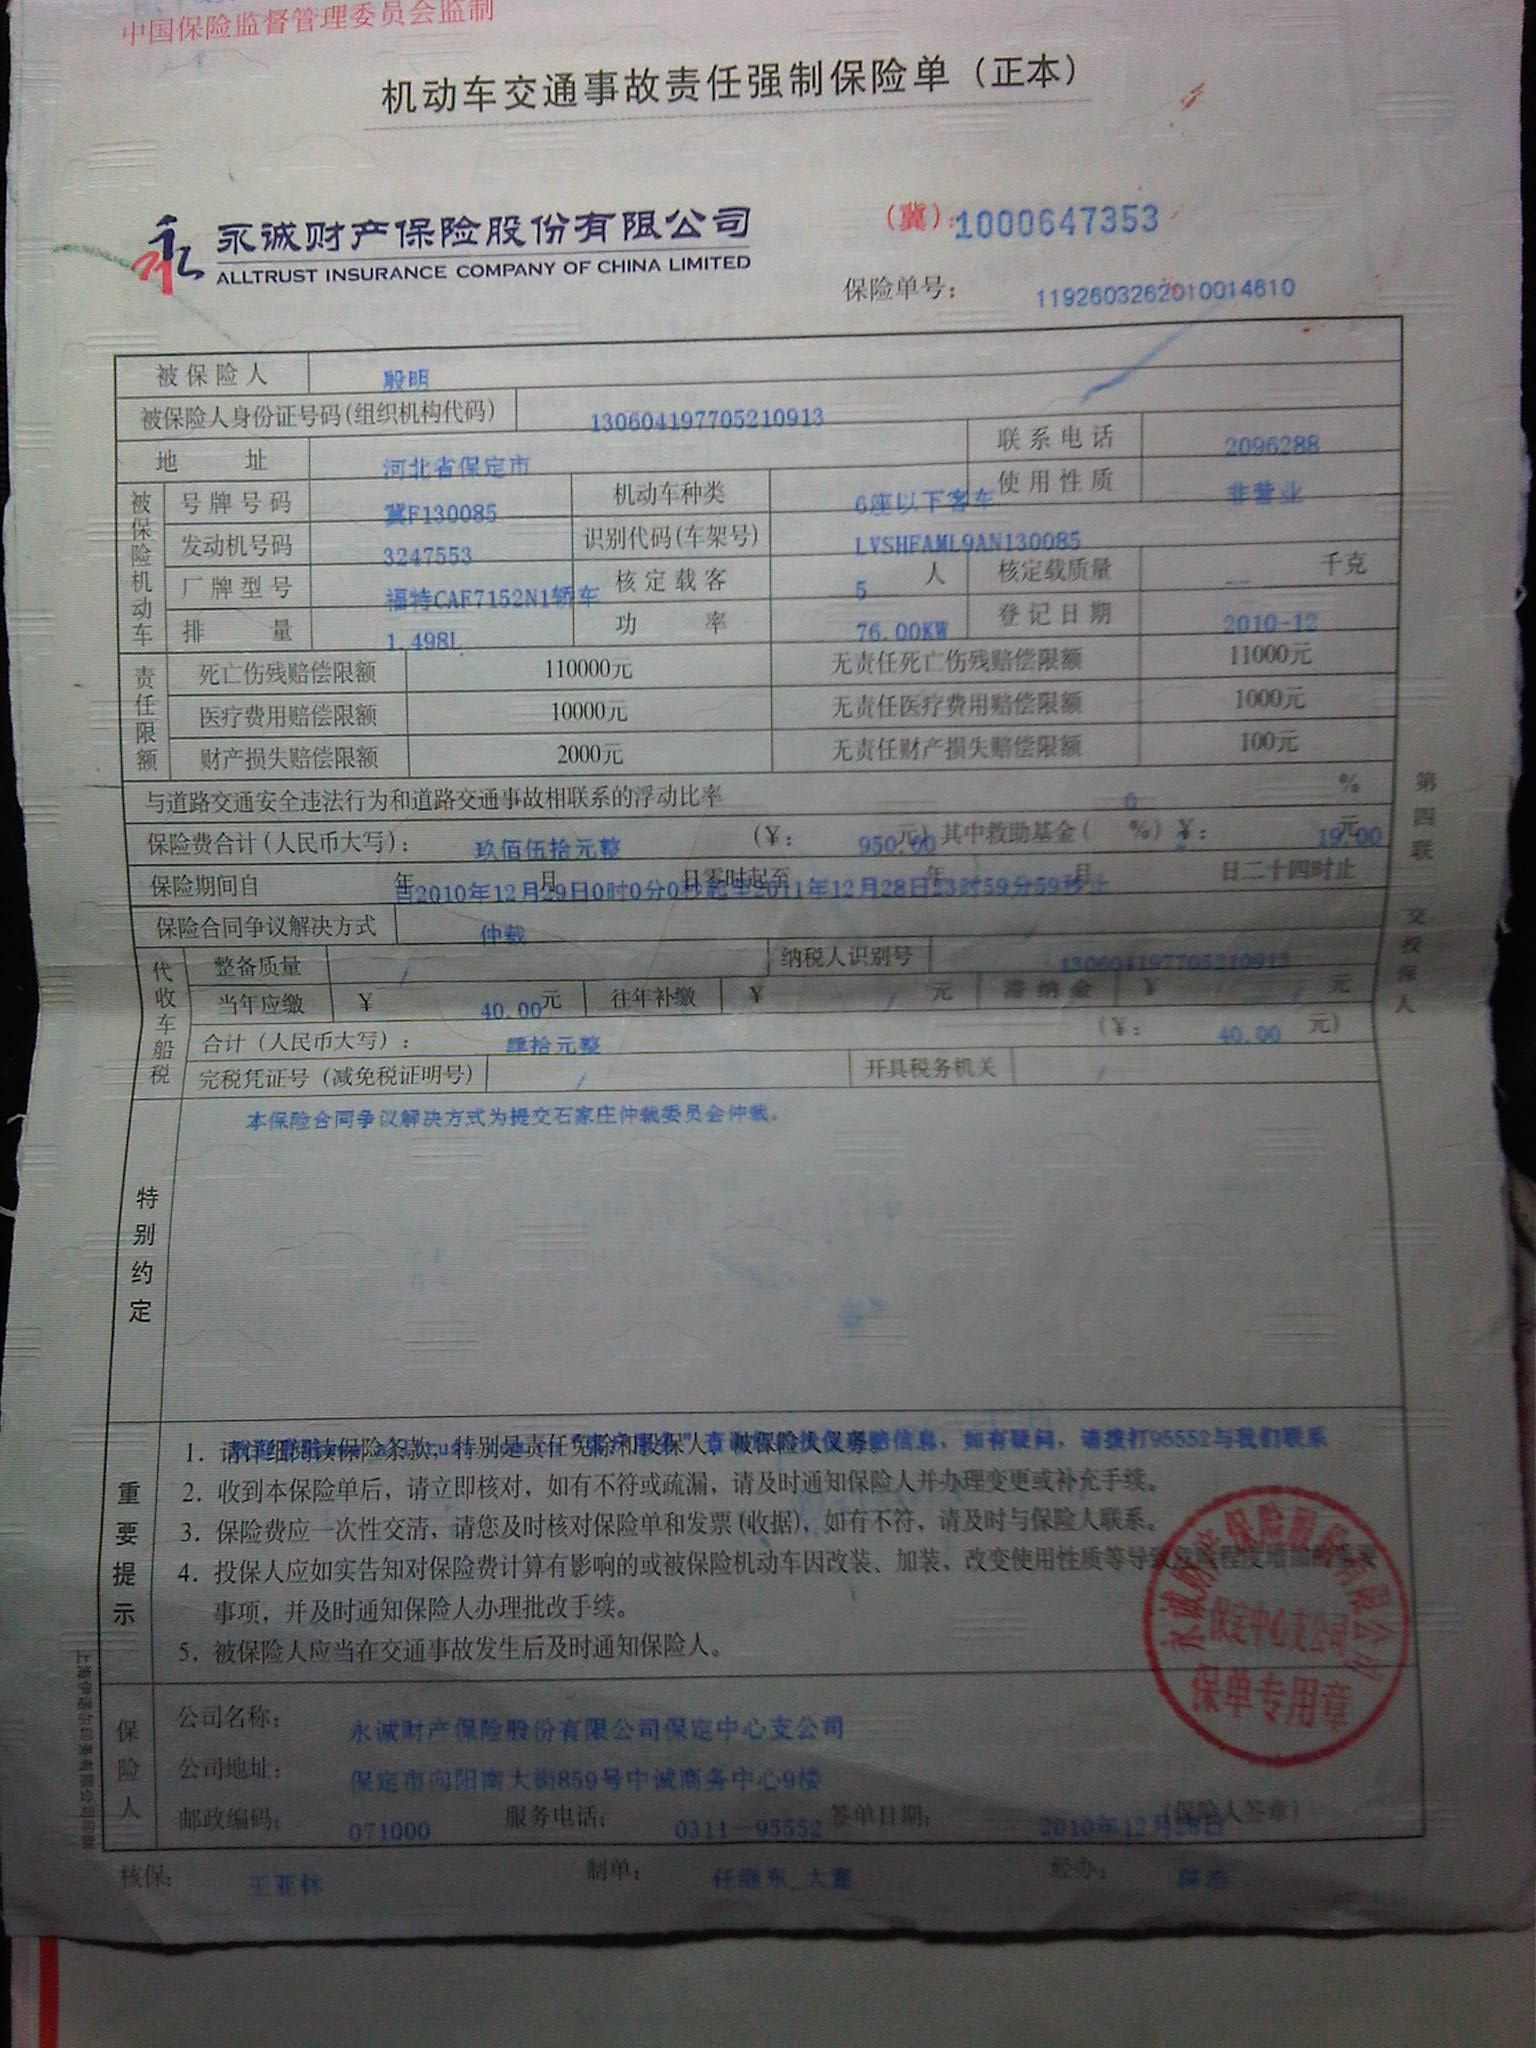 中国保险监督管理委员会监制
机动车交通事故责任强制保险单（正本）
永诚财产保险股份有限公司
ALLTRUST INSURANCE COMPANY OF CHINA LIMITED
（冀）：1000647353
保险单号： 1192603262010014610
被保险人 殷明
被保险人身份证号码(组织机构代码) 130604197705210913
地 址 河北省保定市 联系电话 2096288
被保险机动车
号牌号码 冀F130085 机动车种类 6座以下客车 使用性质 非营业
发动机号码 3247553 识别代码(车架号) LVSHFAML9AN130085
厂牌型号 福特CAF7152N1轿车 核定载客 5 人 核定载质量 千克
排 量 1.498L 功 率 76.00KW 登记日期 2010-12
责任限额
死亡伤残赔偿限额 110000元 无责任死亡伤残赔偿限额 11000元
医疗费用赔偿限额 10000元 无责任医疗费用赔偿限额 1000元
财产损失赔偿限额 2000元 无责任财产损失赔偿限额 100元
与道路交通安全违法行为和道路交通事故相联系的浮动比率 0 %
保险费合计(人民币大写)： 玖佰伍拾元整 （¥： 950.00 元）其中救助基金（ 2 %）¥： 19.00 元
保险期间自 年 月 日零时起至 年 月 日二十四时止
自2010年12月29日0时0分0秒起至2011年12月28日23时59分59秒止
保险合同争议解决方式 仲裁
代收车船税
整备质量 / 纳税人识别号 130604197705210913
当年应缴 ¥ 40.00 元 往年补缴 ¥ / 元 滞纳金 ¥ / 元
合计（人民币大写）： 肆拾元整 （¥： 40.00 元）
完税凭证号（减免税证明号） / 开具税务机关 /
特别约定
本保险合同争议解决方式为提交石家庄仲裁委员会仲裁。
重要提示
1. 请详细阅读保险条款，特别是责任免除和投保人、被保险人义务。
信息，如有疑问，请拨打95552与我们联系
2. 收到本保险单后，请立即核对，如有不符或疏漏，请及时通知保险人并办理变更或补充手续。
3. 保险费应一次性交清，请您及时核对保险单和发票(收据)，如有不符，请及时与保险人联系。
4. 投保人应如实告知对保险费计算有影响的或被保险机动车因改装、加装、改变使用性质等导致危险程度增加的重要
事项，并及时通知保险人办理批改手续。
5. 被保险人应当在交通事故发生后及时通知保险人。
永诚财产保险股份有限公司
保定中心支公司
保单专用章
保险人
公司名称： 永诚财产保险股份有限公司保定中心支公司
公司地址： 保定市向阳南大街859号中诚商务中心9楼
邮政编码： 071000 服务电话： 0311-95552 签单日期： 2010年12月28日 （保险人签章）
核保： 王亚林 制单： 经办：
第四联 交投保人